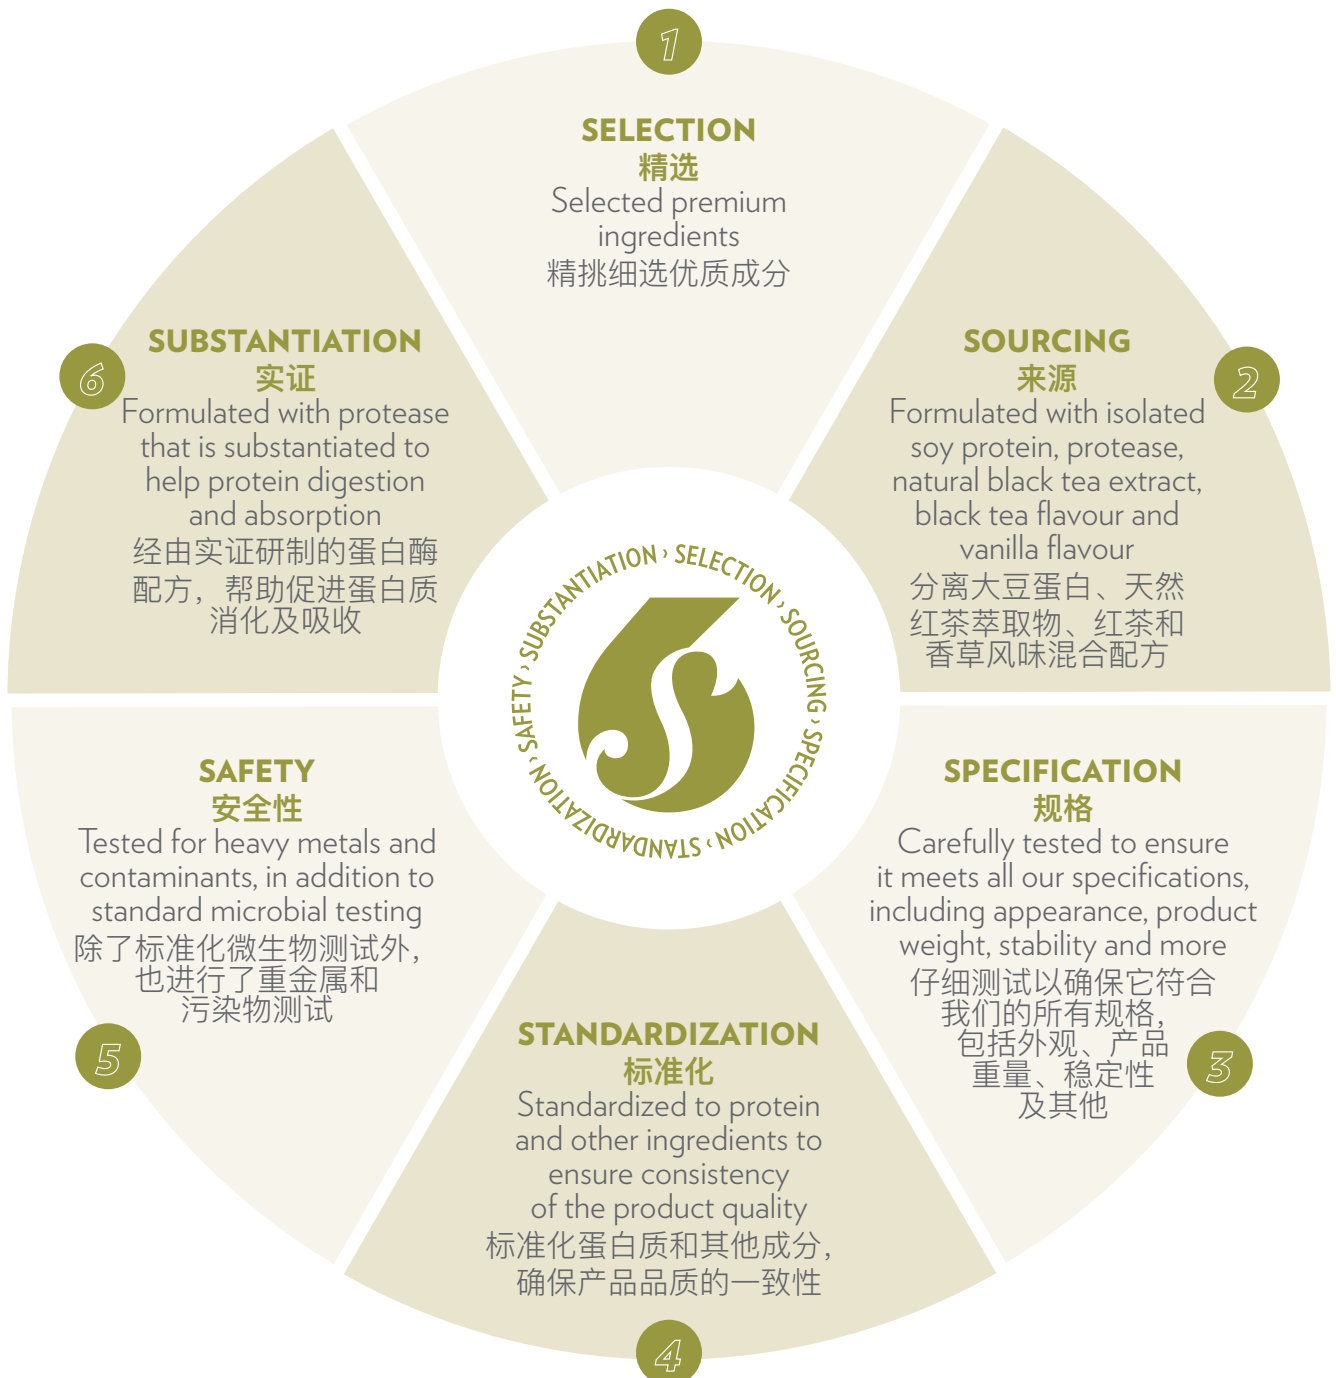 1
SELECTION
精选
Selected premium
ingredients
精挑细选优质成分
2
SOURCING
来源
Formulated with isolated
soy protein, protease,
natural black tea extract,
black tea flavour and
vanilla flavour
分离大豆蛋白、天然
红茶萃取物、红茶和
香草风味混合配方
3
SPECIFICATION
规格
Carefully tested to ensure
it meets all our specifications,
including appearance, product
weight, stability and more
仔细测试以确保它符合
我们的所有规格，
包括外观、产品
重量、稳定性
及其他
4
STANDARDIZATION
标准化
Standardized to protein
and other ingredients to
ensure consistency
of the product quality
标准化蛋白质和其他成分，
确保产品品质的一致性
5
SAFETY
安全性
Tested for heavy metals and
contaminants, in addition to
standard microbial testing
除了标准化微生物测试外，
也进行了重金属和
污染物测试
6
SUBSTANTIATION
实证
Formulated with protease
that is substantiated to
help protein digestion
and absorption
经由实证研制的蛋白酶
配方，帮助促进蛋白质
消化及吸收
SELECTION › SOURCING › SPECIFICATION › STANDARDIZATION › SAFETY › SUBSTANTIATION ›
6S